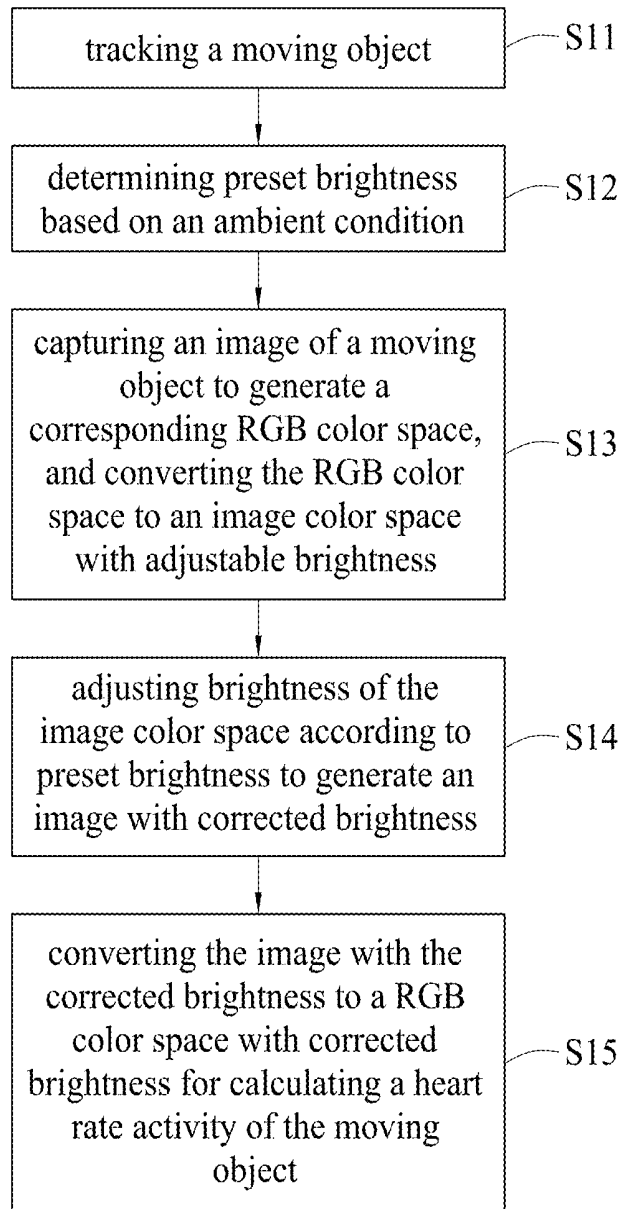 tracking a moving object
S11
determining preset brightness
based on an ambient condition
S12
capturing an image of a moving
object to generate a
corresponding RGB color space,
and converting the RGB color
space to an image color space
with adjustable brightness
S13
adjusting brightness of the
image color space according to
preset brightness to generate an
image with corrected brightness
S14
converting the image with the
corrected brightness to a RGB
color space with corrected
brightness for calculating a heart
rate activity of the moving
object
S15